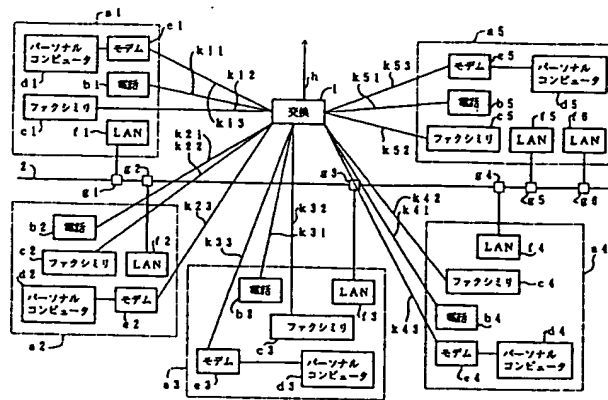 a1
e1
パーソナル
コンピュータ
モデム
d1
電話
b1
ファクシミリ
c1
LAN
f1
k11
k12
k13
h
1
交換
a5
モデム
e5
パーソナル
コンピュータ
d5
電話
b5
ファクシミリ
c5
LAN
f5
LAN
f6
k53
k51
k52
2
g1
g2
g3
g4
g5
g6
k21
k22
k23
k33
k32
k31
k42
k41
k43
電話
b2
ファクシミリ
c2
LAN
f2
パーソナル
コンピュータ
d2
モデム
e2
a2
電話
b3
LAN
f3
ファクシミリ
c3
モデム
e3
パーソナル
コンピュータ
d3
a3
LAN
f4
ファクシミリ
c4
電話
b4
モデム
e4
パーソナル
コンピュータ
d4
a4